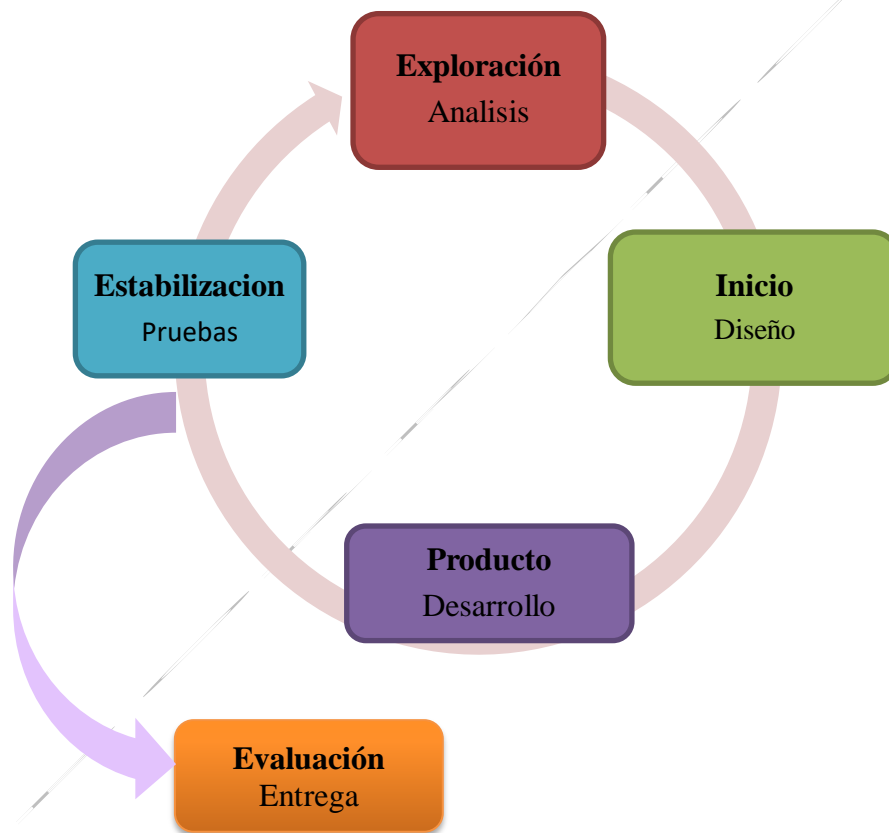 Exploración
Analisis
Inicio
Diseño
Producto
Desarrollo
Estabilizacion
Pruebas
Evaluación
Entrega